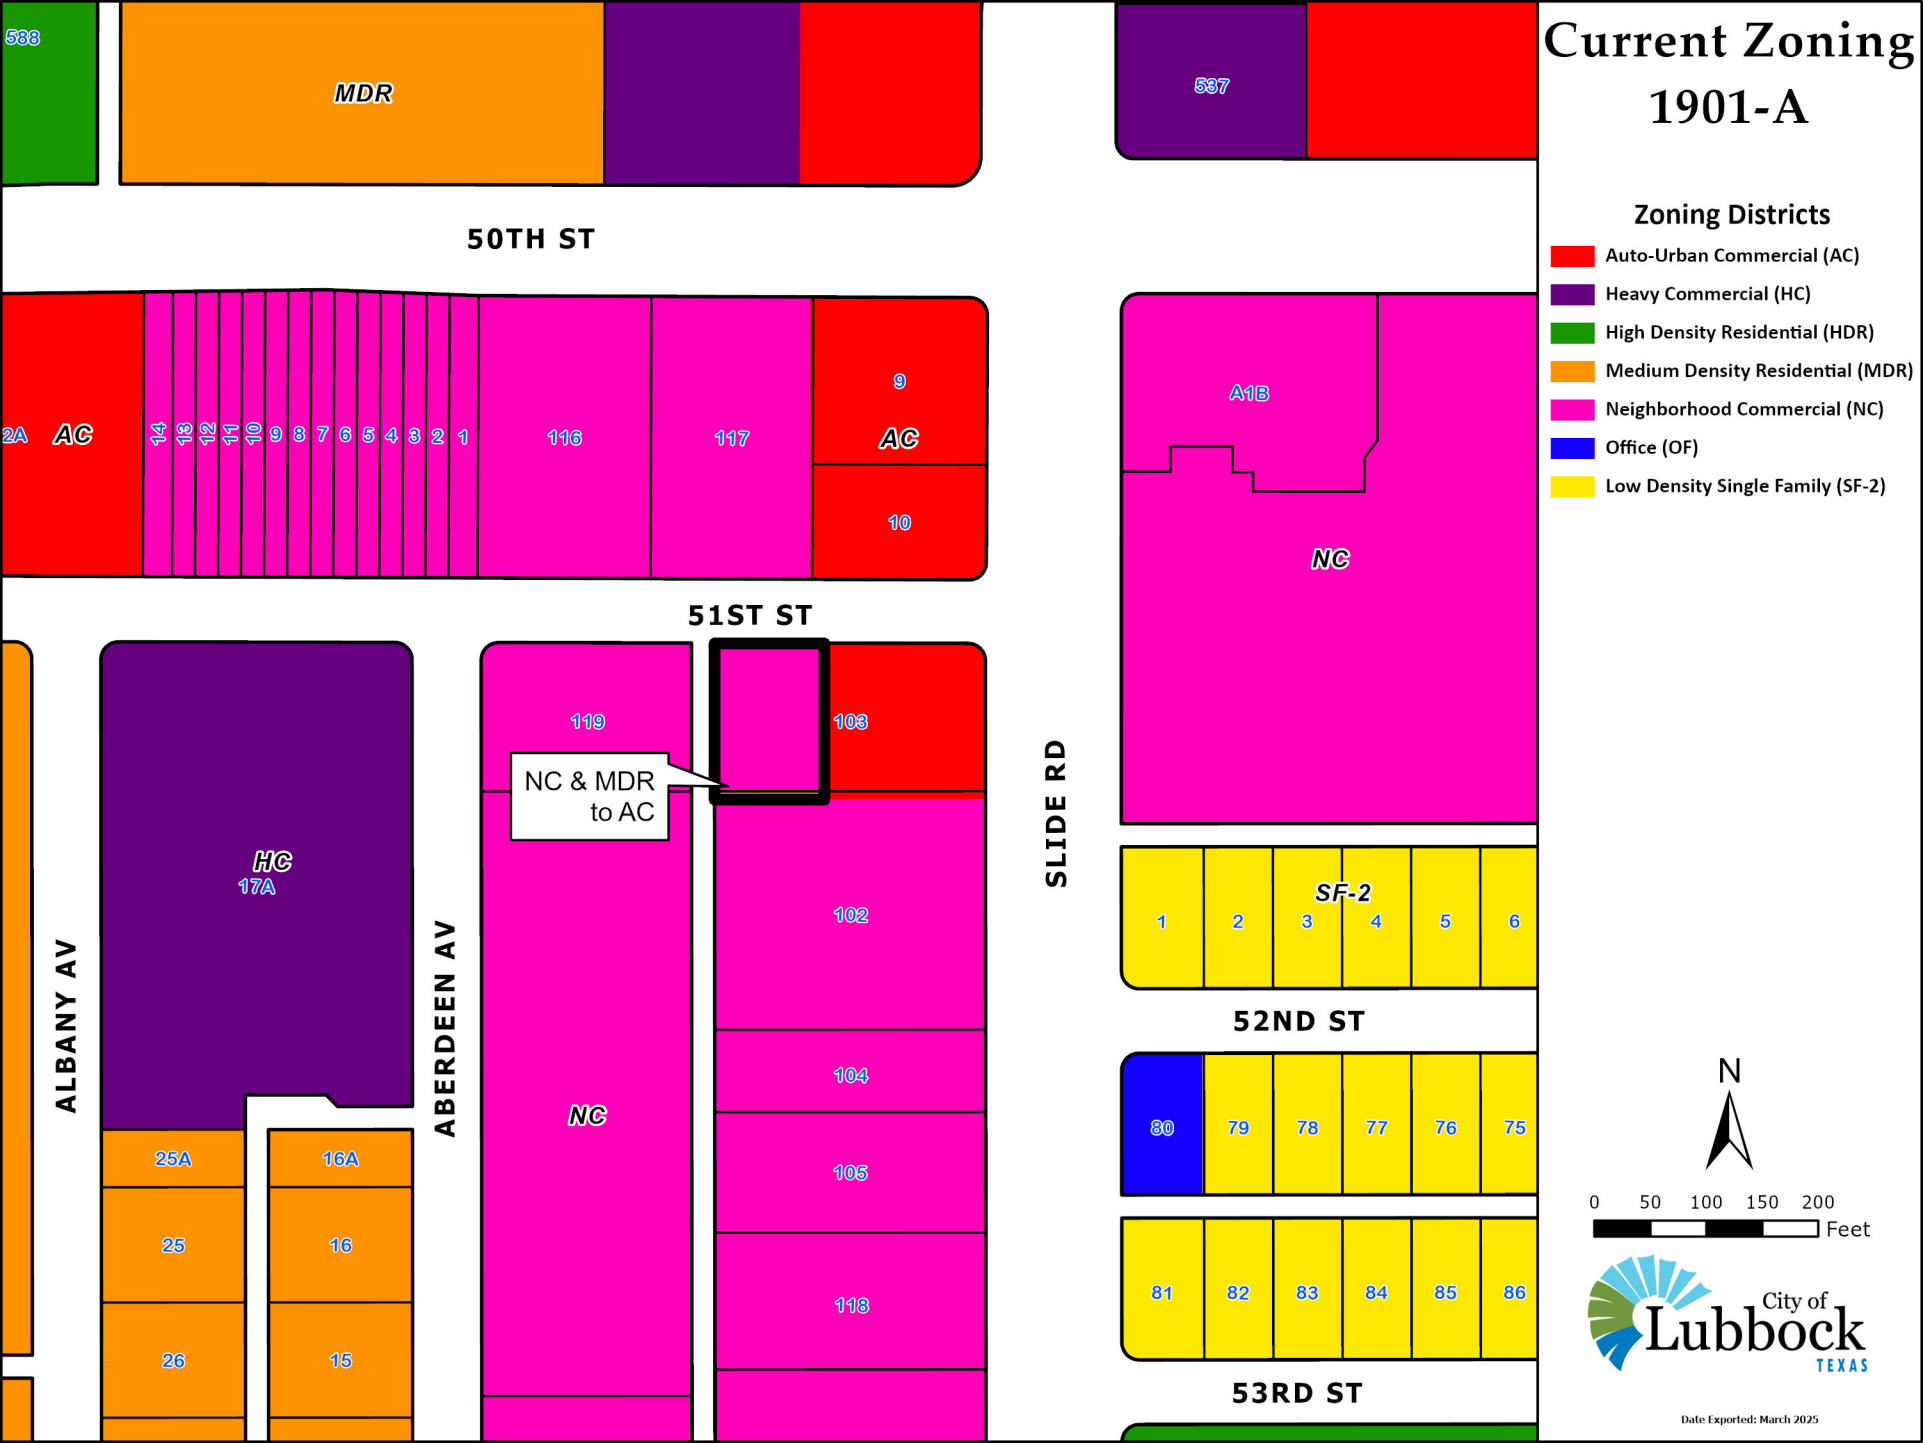 Current Zoning
1901-A
Zoning Districts
Auto-Urban Commercial (AC)
Heavy Commercial (HC)
High Density Residential (HDR)
Medium Density Residential (MDR)
Neighborhood Commercial (NC)
Office (OF)
Low Density Single Family (SF-2)
588
MDR
537
50TH ST
2A
AC
14
13
12
11
10
9
8
7
6
5
4
3
2
1
116
117
9
AC
10
A1B
NC
51ST ST
119
103
NC & MDR
to AC
SLIDE RD
HC
17A
102
SF-2
1
2
3
4
5
6
ALBANY AV
ABERDEEN AV
52ND ST
104
NC
80
79
78
77
76
75
25A
16A
105
25
16
118
81
82
83
84
85
86
26
15
53RD ST
N
0 50 100 150 200
Feet
City of
Lubbock
TEXAS
Date Exported: March 2025